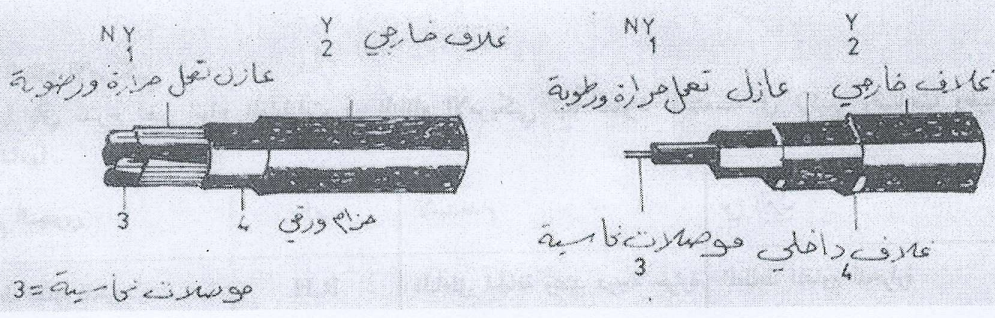 NY
1
Y
2
غلاف خارجي
عازل تحمل حرارة ورضوبة
3
4
حزام ورقي
3= موصلات نحاسية
NY
1
Y
2
عازل تحمل حرارة ورطوبة
غلاف خارجي
موصلات نحاسية
3
غلاف داخلي
4